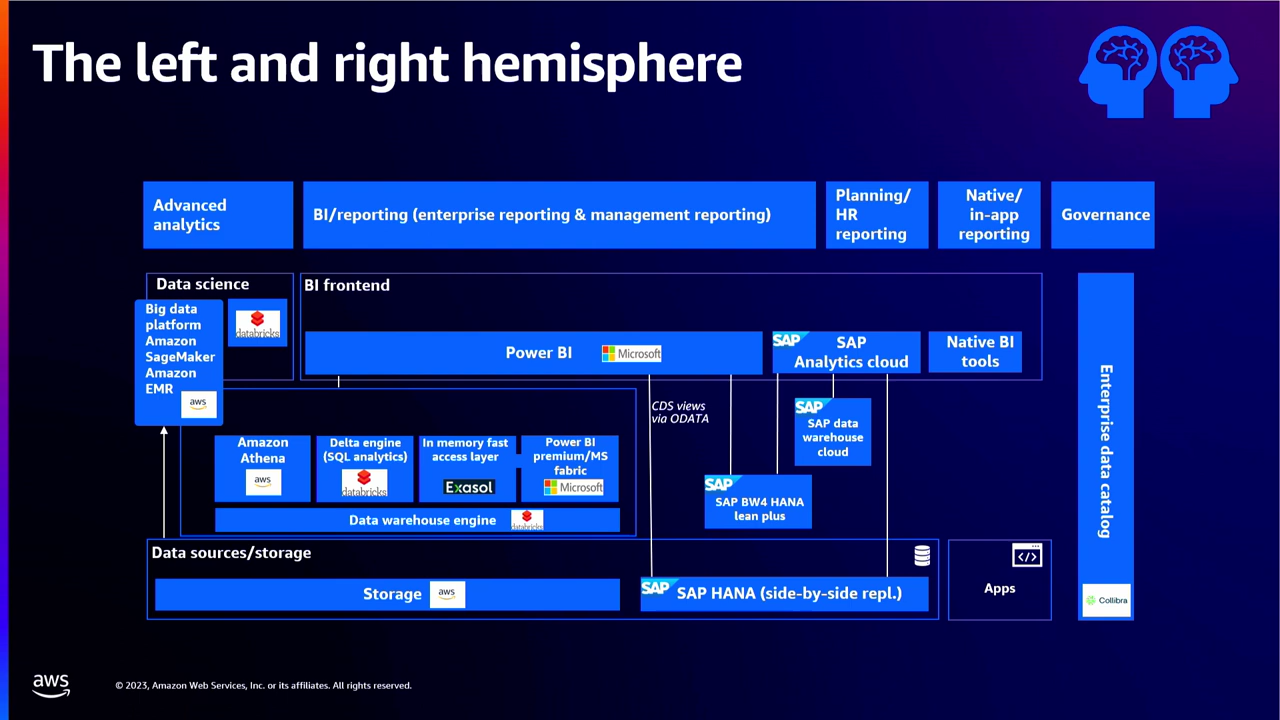 The left and right hemisphere
Advanced
analytics
BI/reporting (enterprise reporting & management reporting)
Planning/
HR
reporting
Native/
in-app
reporting
Governance
Data science
Big data
platform
Amazon
SageMaker
Amazon
EMR
aws
databricks
BI frontend
Power BI
Microsoft
SAP
SAP
Analytics cloud
Native BI
tools
CDS views
via ODATA
SAP
SAP data
warehouse
cloud
SAP
SAP BW4 HANA
lean plus
Amazon
Athena
aws
Delta engine
(SQL analytics)
databricks
In memory fast
access layer
Exasol
Power BI
premium/MS
fabric
Microsoft
Data warehouse engine
databricks
Data sources/storage
Storage
aws
SAP
SAP HANA (side-by-side repl.)
Apps
Enterprise data catalog
Collibra
aws
© 2023, Amazon Web Services, Inc. or its affiliates. All rights reserved.